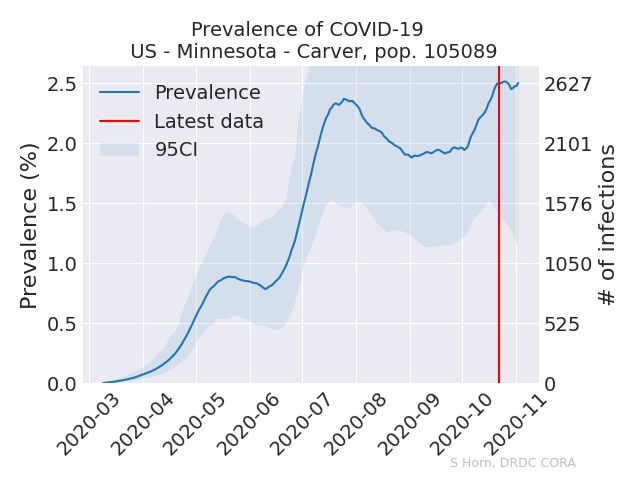 Prevalence of COVID-19
US - Minnesota - Carver, pop. 105089
Prevalence
Latest data
95CI
Prevalence (%)
2.5
2.0
1.5
1.0
0.5
0.0
2627
2101
1576
1050
525
0
# of infections
2020-03
2020-04
2020-05
2020-06
2020-07
2020-08
2020-09
2020-10
2020-11
S Horn, DRDC CORA